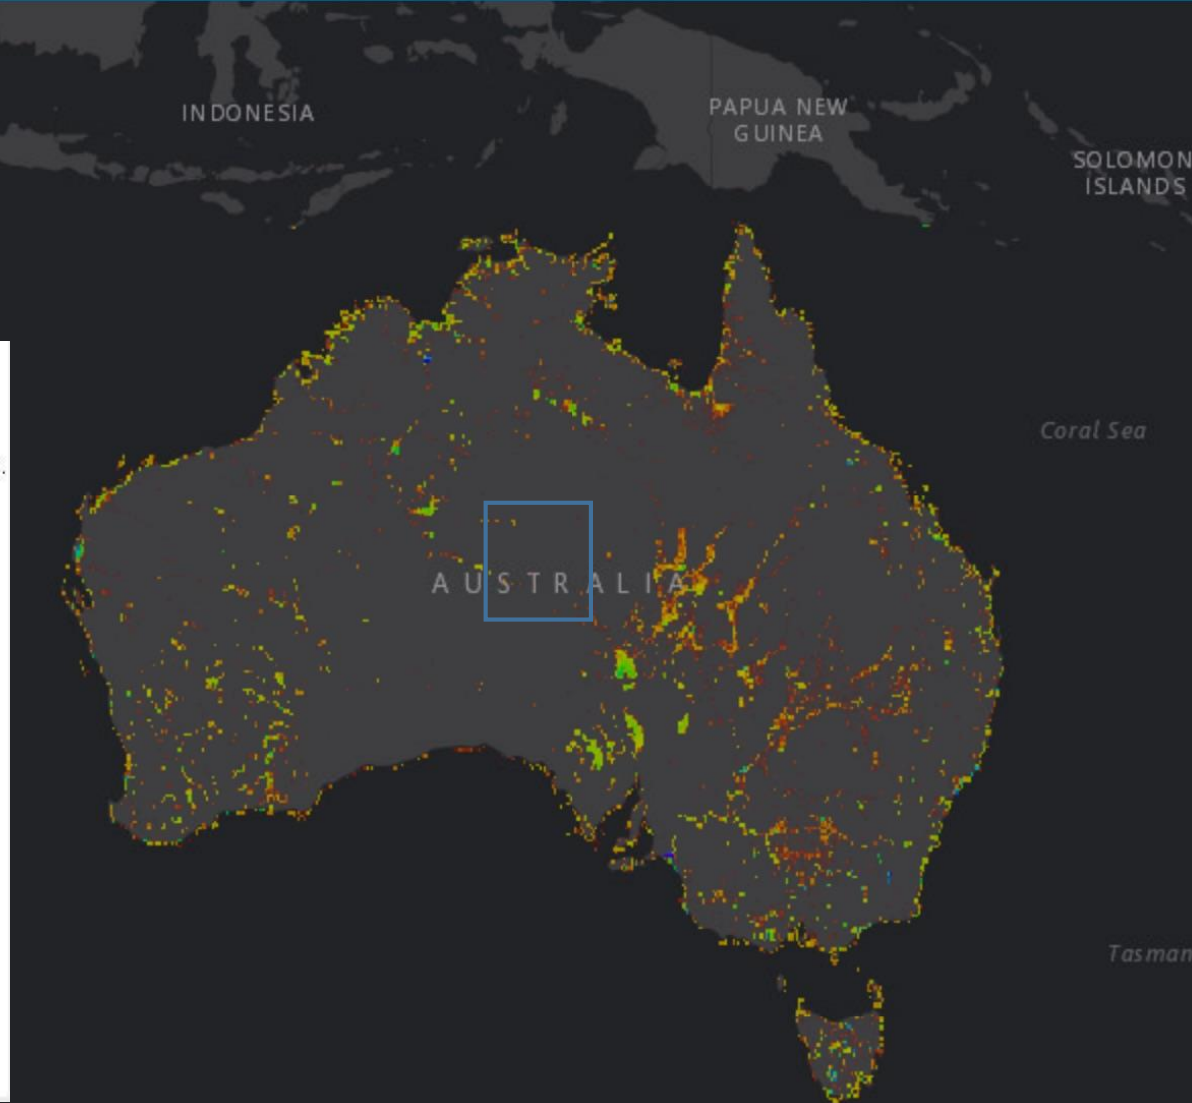 INDONESIA
PAPUA NEW
GUINEA
SOLOMON
ISLANDS
Coral Sea
AUSTRALIA
Tasman